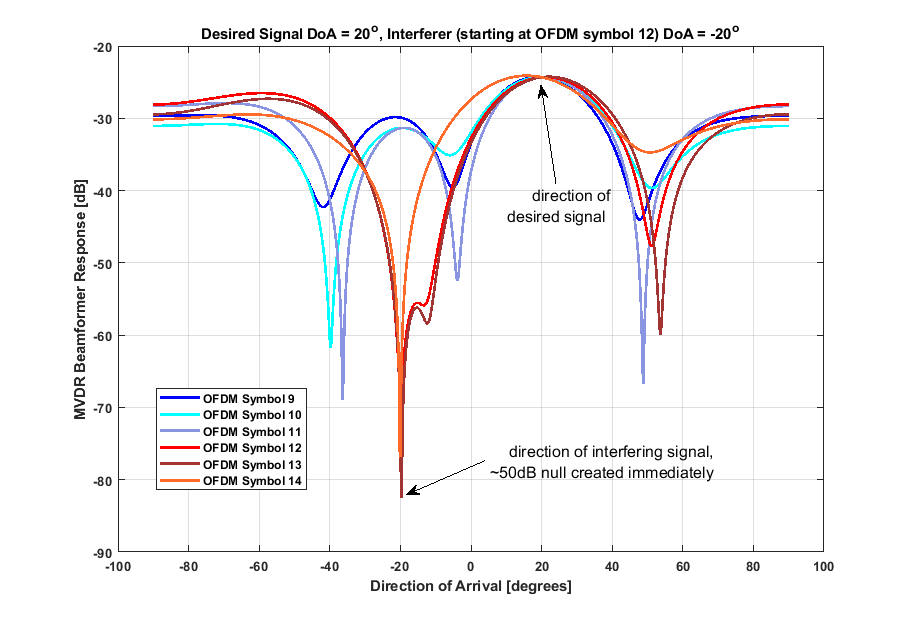 Desired Signal DoA = 20o, Interferer (starting at OFDM symbol 12) DoA = -20o
-20
-30
-40
-50
-60
-70
-80
-90
MVDR Beamformer Response [dB]
direction of
desired signal
OFDM Symbol 9
OFDM Symbol 10
OFDM Symbol 11
OFDM Symbol 12
OFDM Symbol 13
OFDM Symbol 14
direction of interfering signal,
~50dB null created immediately
-100 -80 -60 -40 -20 0 20 40 60 80 100
Direction of Arrival [degrees]